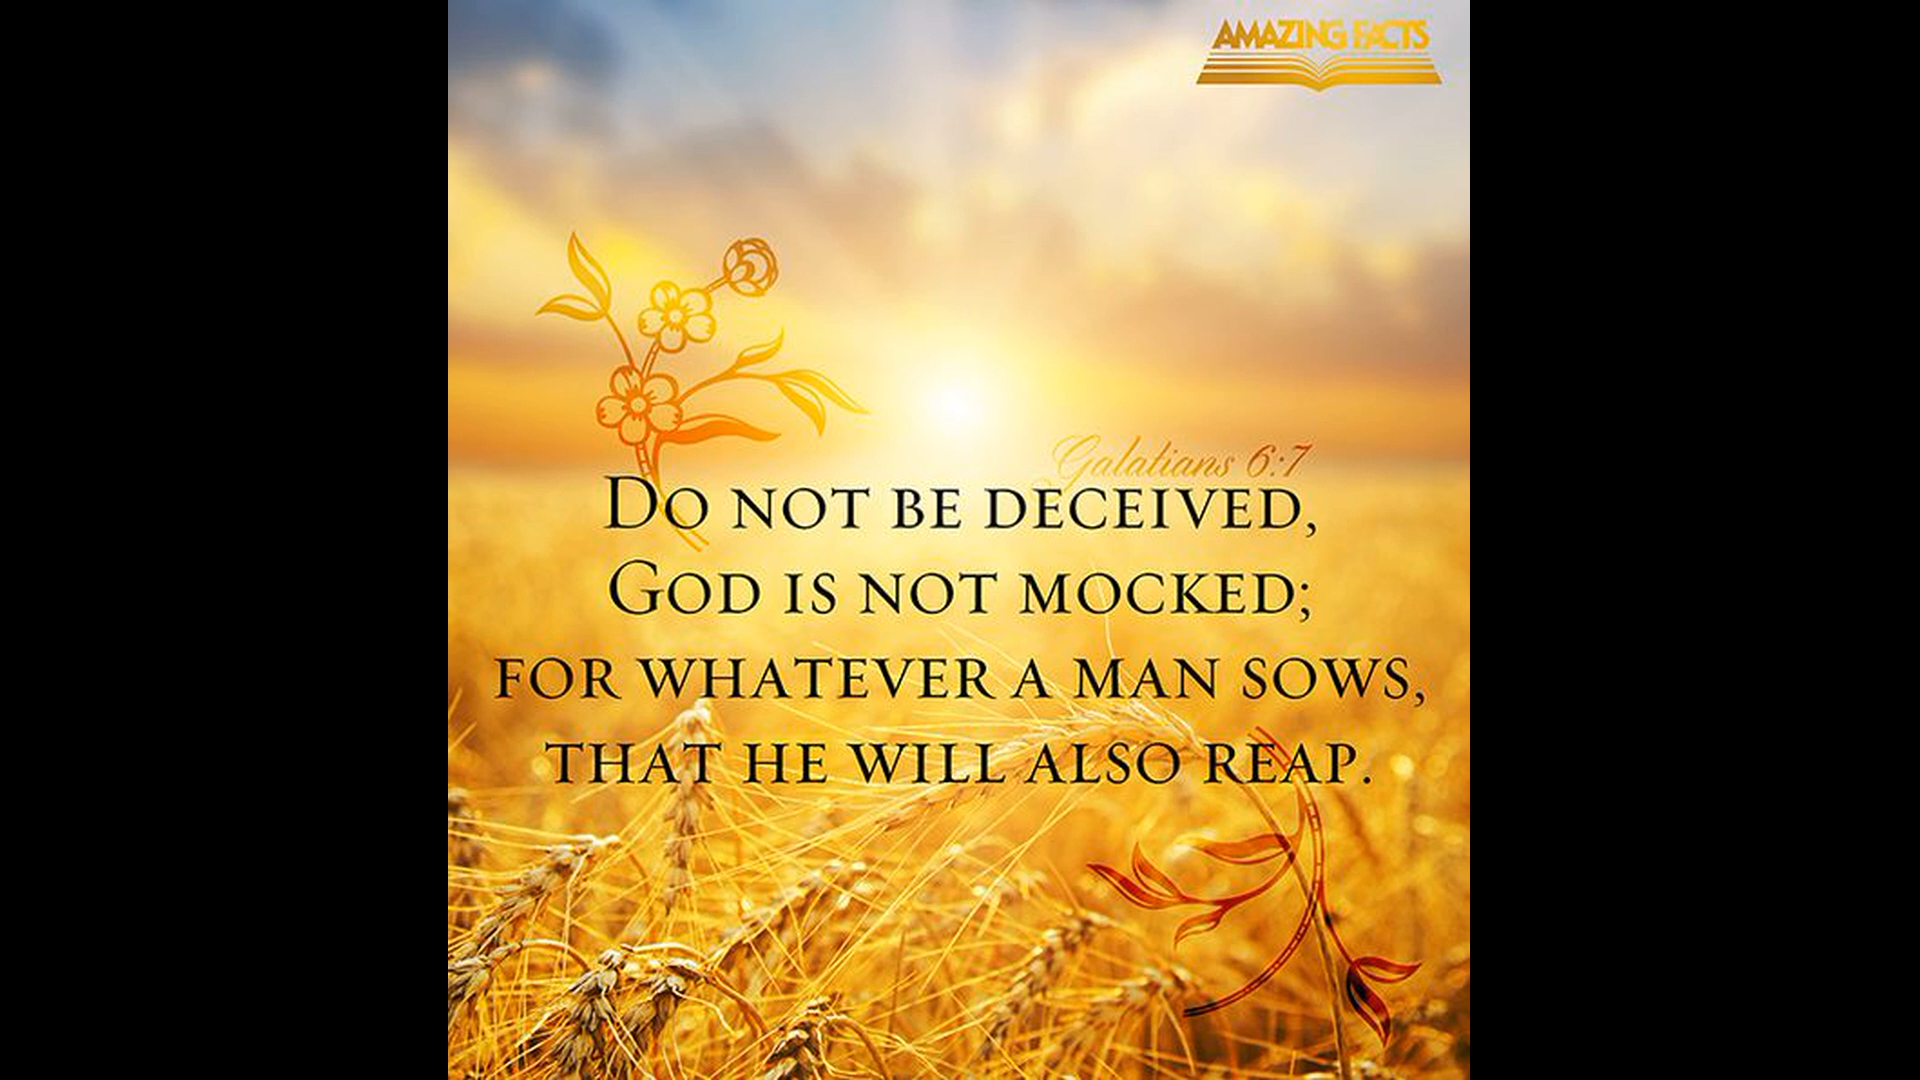 AMAZING FACTS
Galatians 6:7
Do not be deceived,
God is not mocked;
for whatever a man sows,
that he will also reap.